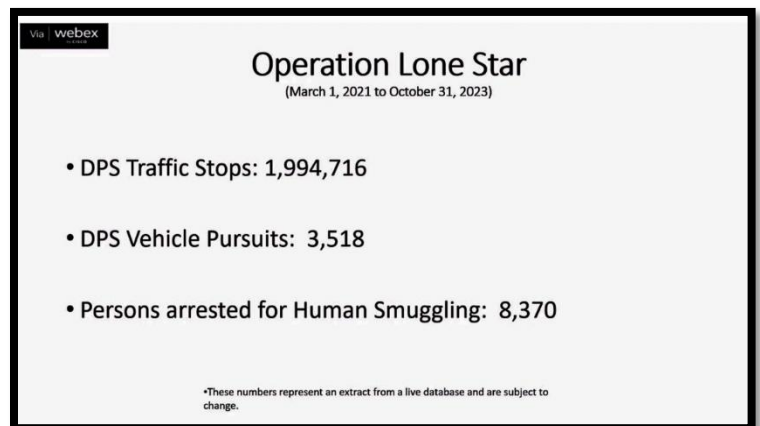 Via webex
Operation Lone Star
(March 1, 2021 to October 31, 2023)
• DPS Traffic Stops: 1,994,716
• DPS Vehicle Pursuits: 3,518
• Persons arrested for Human Smuggling: 8,370
•These numbers represent an extract from a live database and are subject to
change.